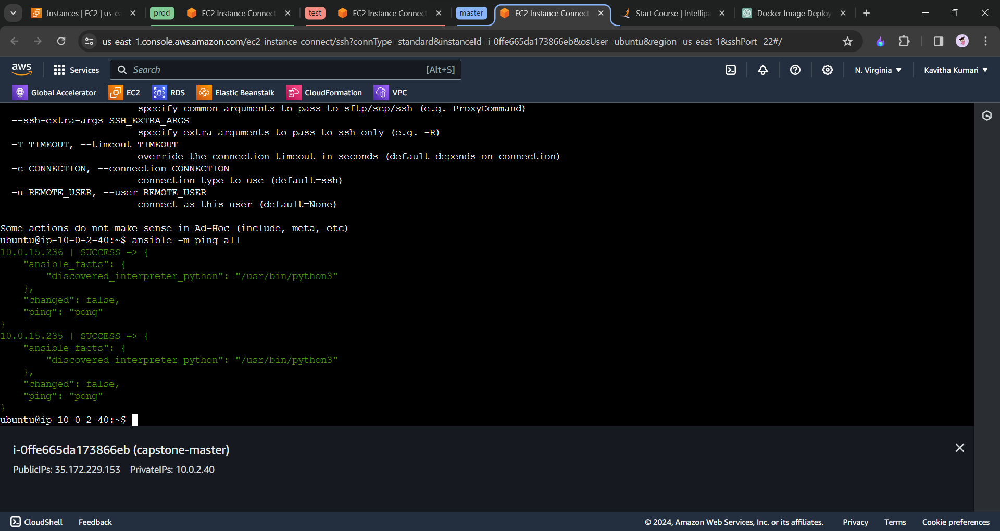 Instances | EC2 | us-ea
prod
EC2 Instance Connect
test
EC2 Instance Connect
master
EC2 Instance Connect
Start Course | Intellipa
Docker Image Deploy
us-east-1.console.aws.amazon.com/ec2-instance-connect/ssh?connType=standard&instanceId=i-0ffe665da173866eb&osUser=ubuntu&region=us-east-1&sshPort=22#/
aws
Services
Search
[Alt+S]
N. Virginia
Kavitha Kumari
Global Accelerator
EC2
RDS
Elastic Beanstalk
CloudFormation
VPC
specify common arguments to pass to sftp/scp/ssh (e.g. ProxyCommand)
--ssh-extra-args SSH_EXTRA_ARGS
specify extra arguments to pass to ssh only (e.g. -R)
-T TIMEOUT, --timeout TIMEOUT
override the connection timeout in seconds (default depends on connection)
-c CONNECTION, --connection CONNECTION
connection type to use (default=ssh)
-u REMOTE_USER, --user REMOTE_USER
connect as this user (default=None)
Some actions do not make sense in Ad-Hoc (include, meta, etc)
ubuntu@ip-10-0-2-40:~$ ansible -m ping all
10.0.15.236 | SUCCESS => {
"ansible_facts": {
"discovered_interpreter_python": "/usr/bin/python3"
},
"changed": false,
"ping": "pong"
}
10.0.15.235 | SUCCESS => {
"ansible_facts": {
"discovered_interpreter_python": "/usr/bin/python3"
},
"changed": false,
"ping": "pong"
}
ubuntu@ip-10-0-2-40:~$
i-0ffe665da173866eb (capstone-master)
PublicIPs: 35.172.229.153 PrivateIPs: 10.0.2.40
CloudShell
Feedback
© 2024, Amazon Web Services, Inc. or its affiliates.
Privacy
Terms
Cookie preferences